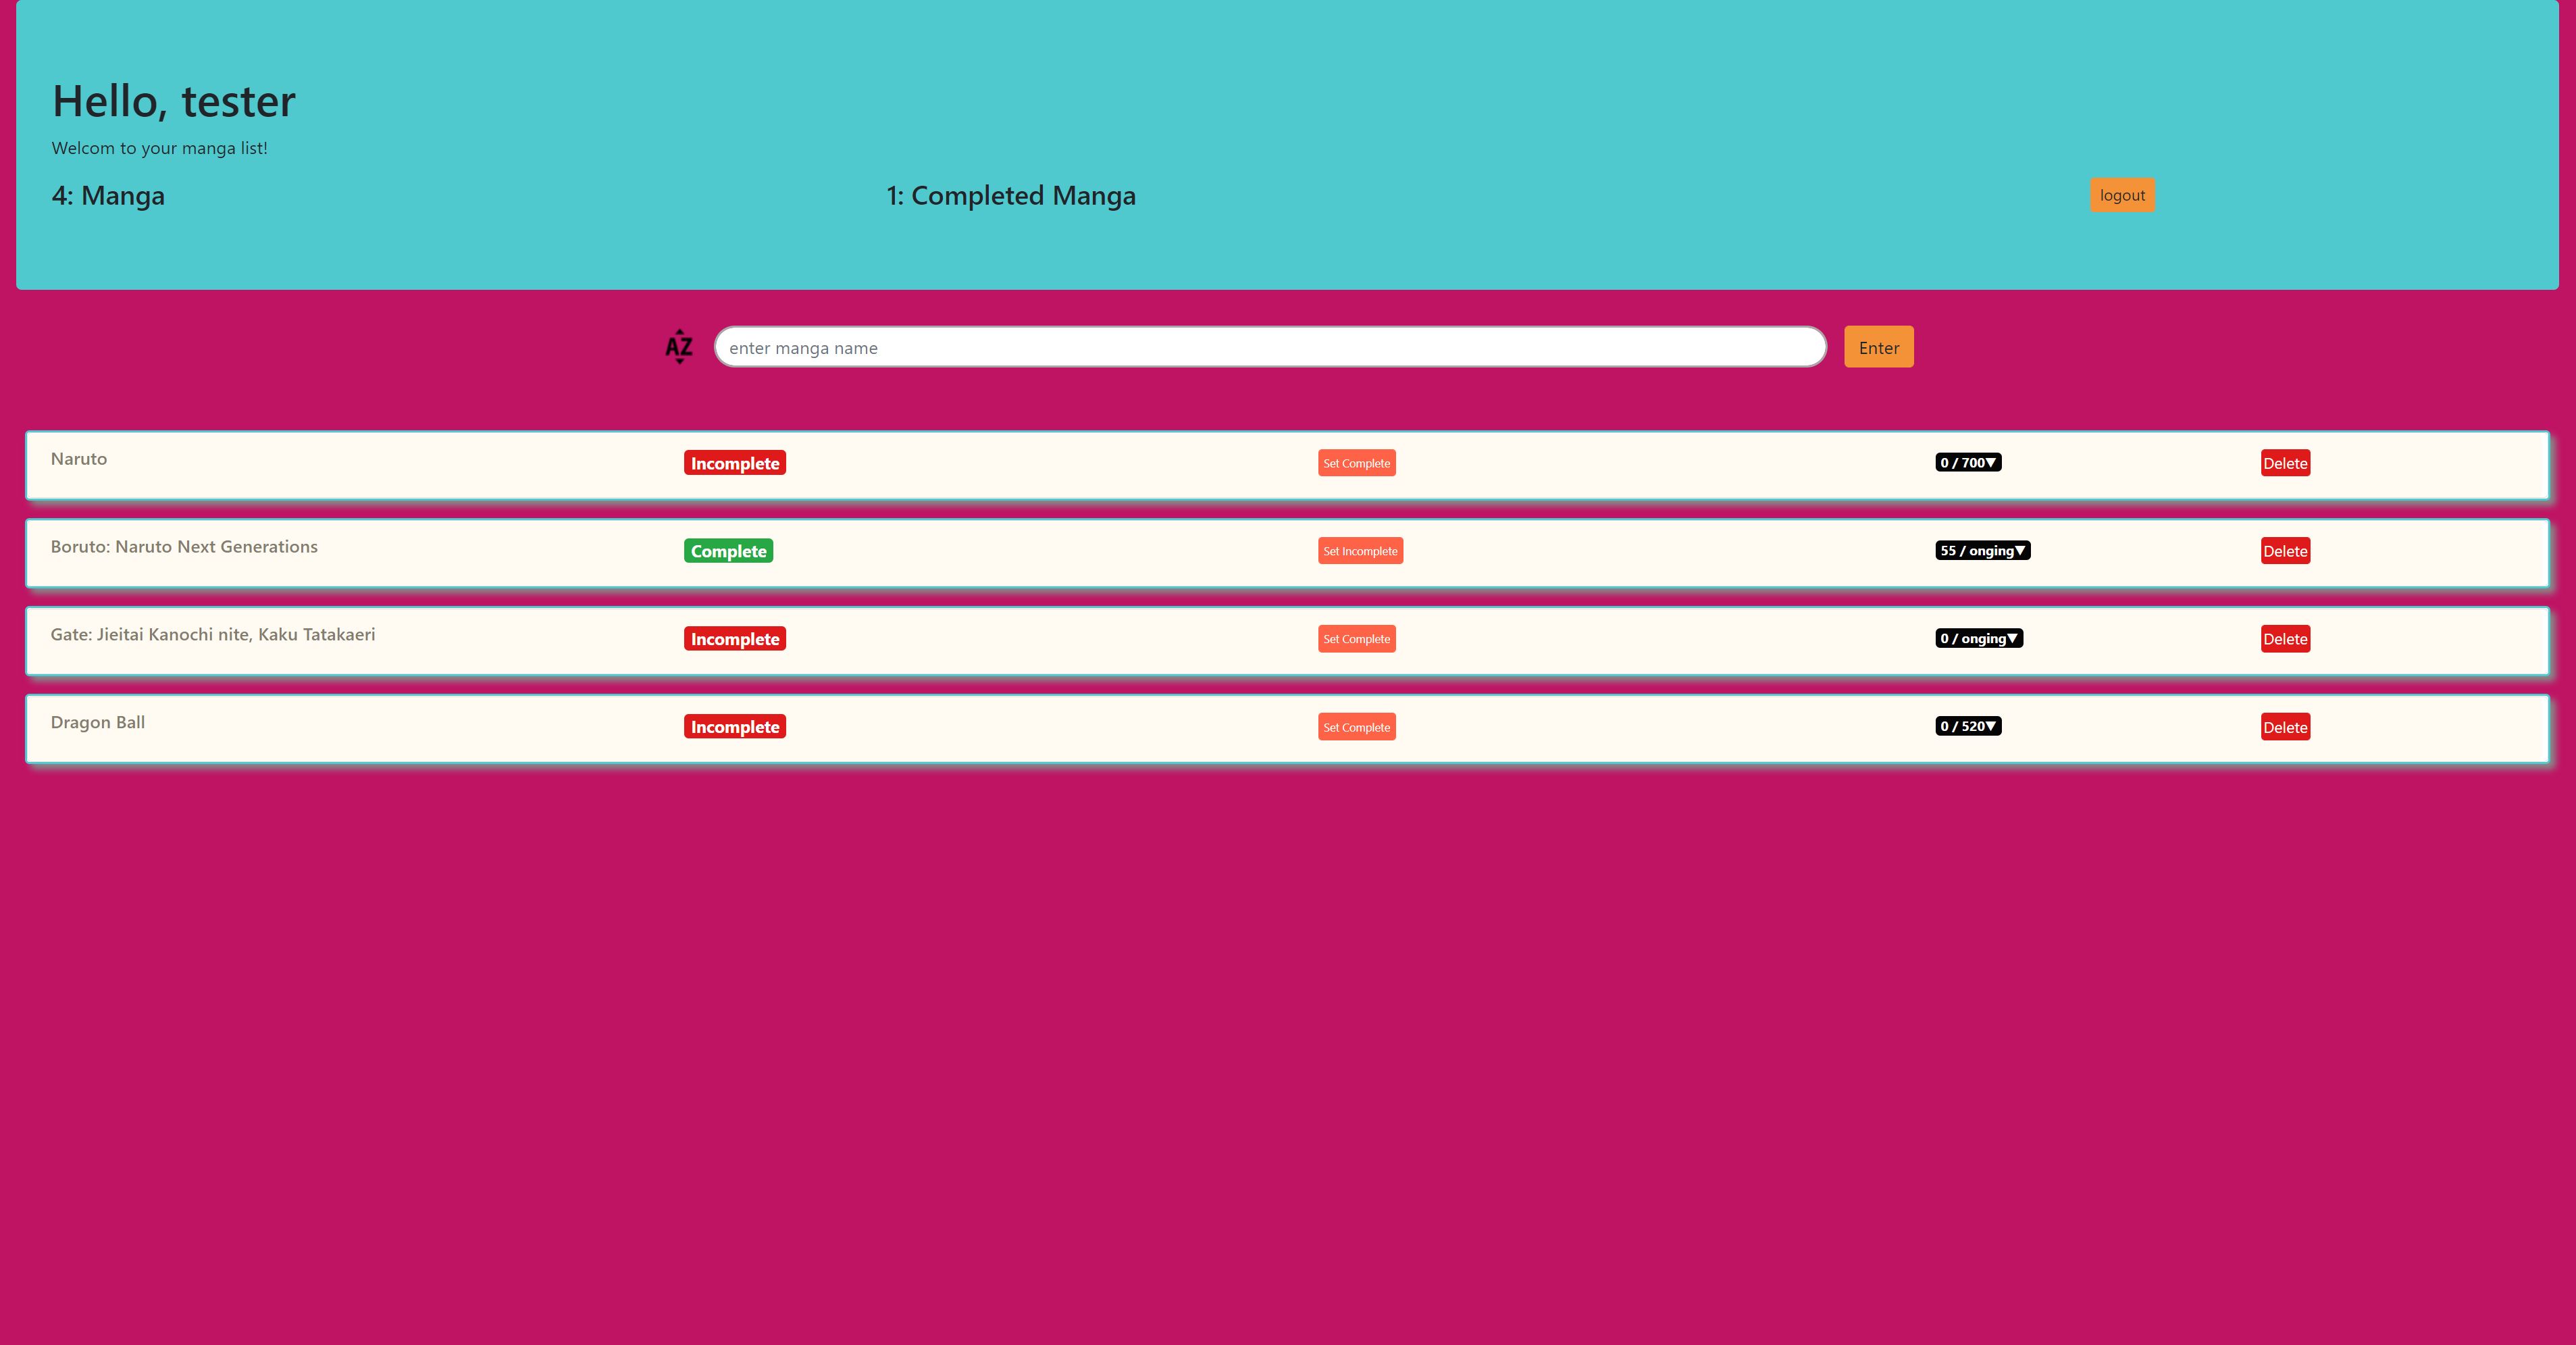 Hello, tester
Welcom to your manga list!
4: Manga 1: Completed Manga logout
AZ enter manga name Enter
Naruto Incomplete Set Complete 0 / 700▼ Delete
Boruto: Naruto Next Generations Complete Set Incomplete 55 / onging▼ Delete
Gate: Jieitai Kanochi nite, Kaku Tatakaeri Incomplete Set Complete 0 / onging▼ Delete
Dragon Ball Incomplete Set Complete 0 / 520▼ Delete